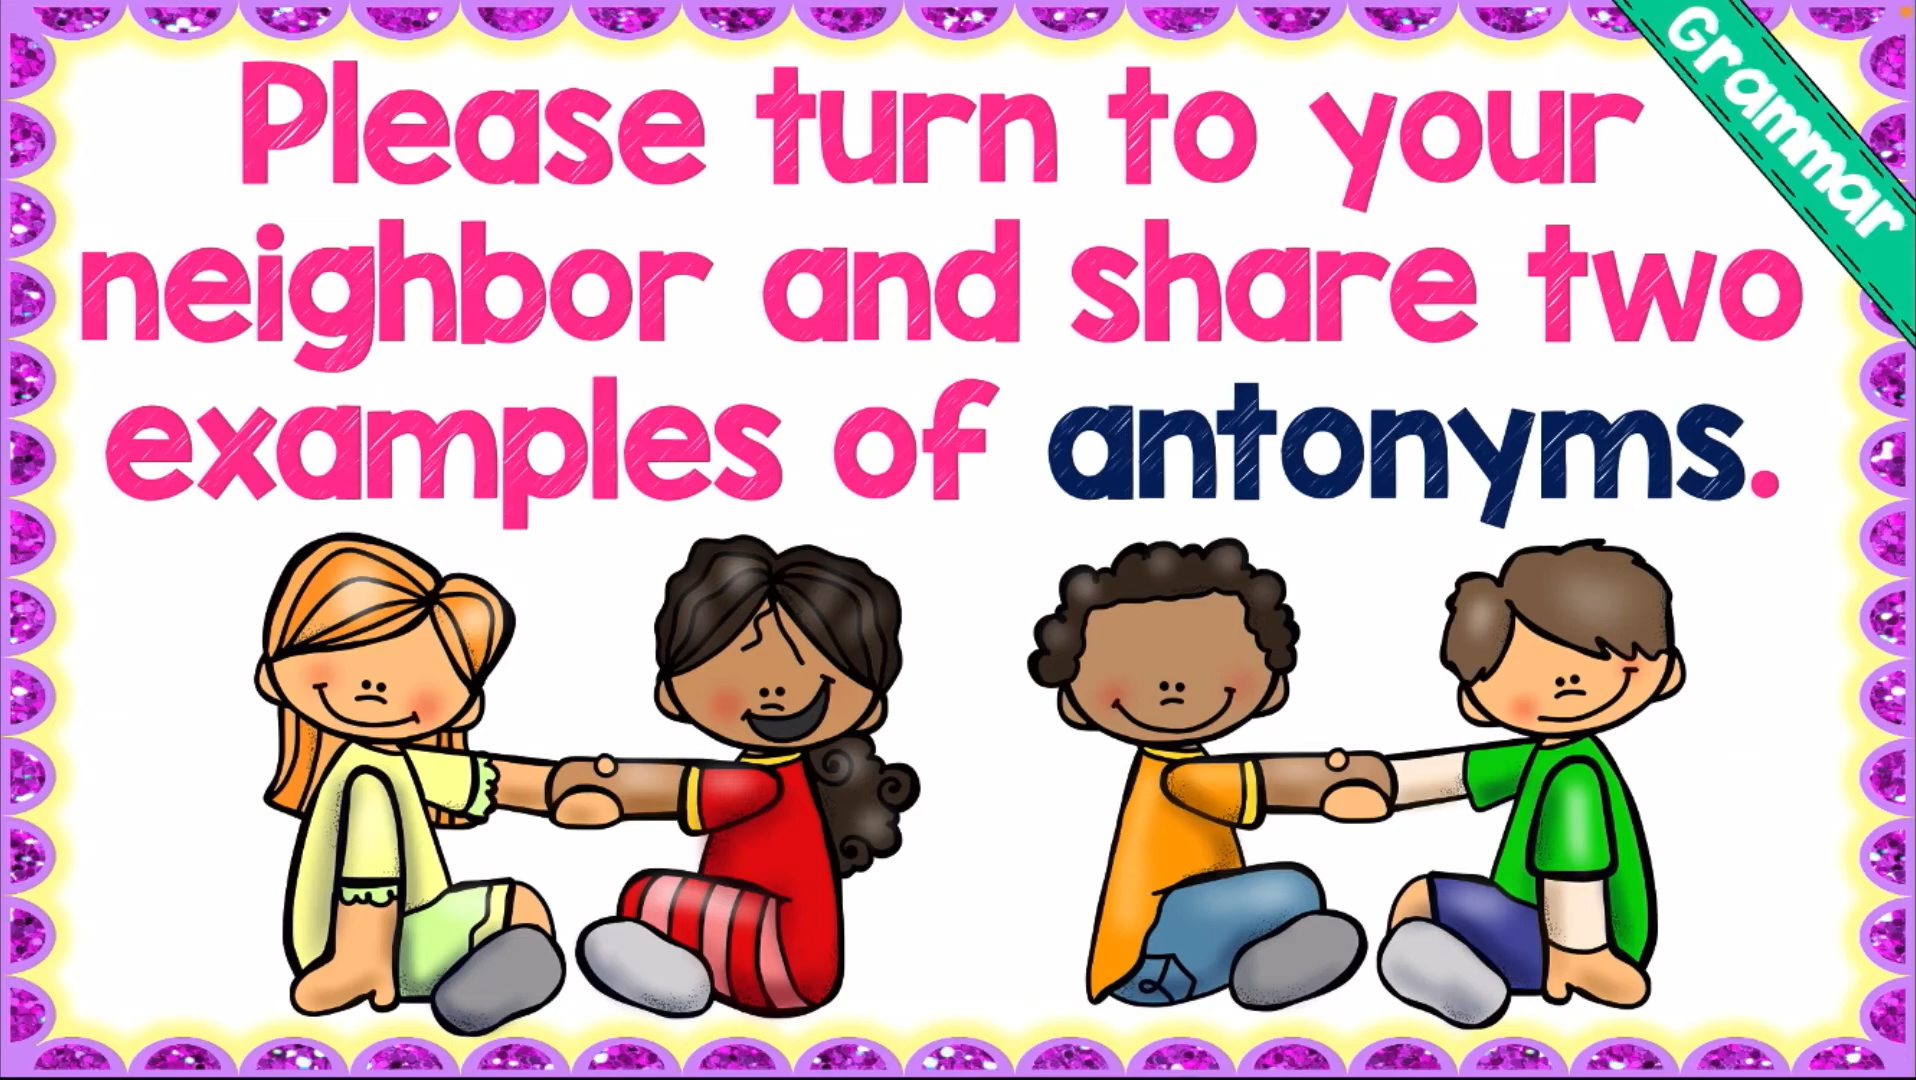 Please turn to your
neighbor and share two
examples of antonyms.
Grammar